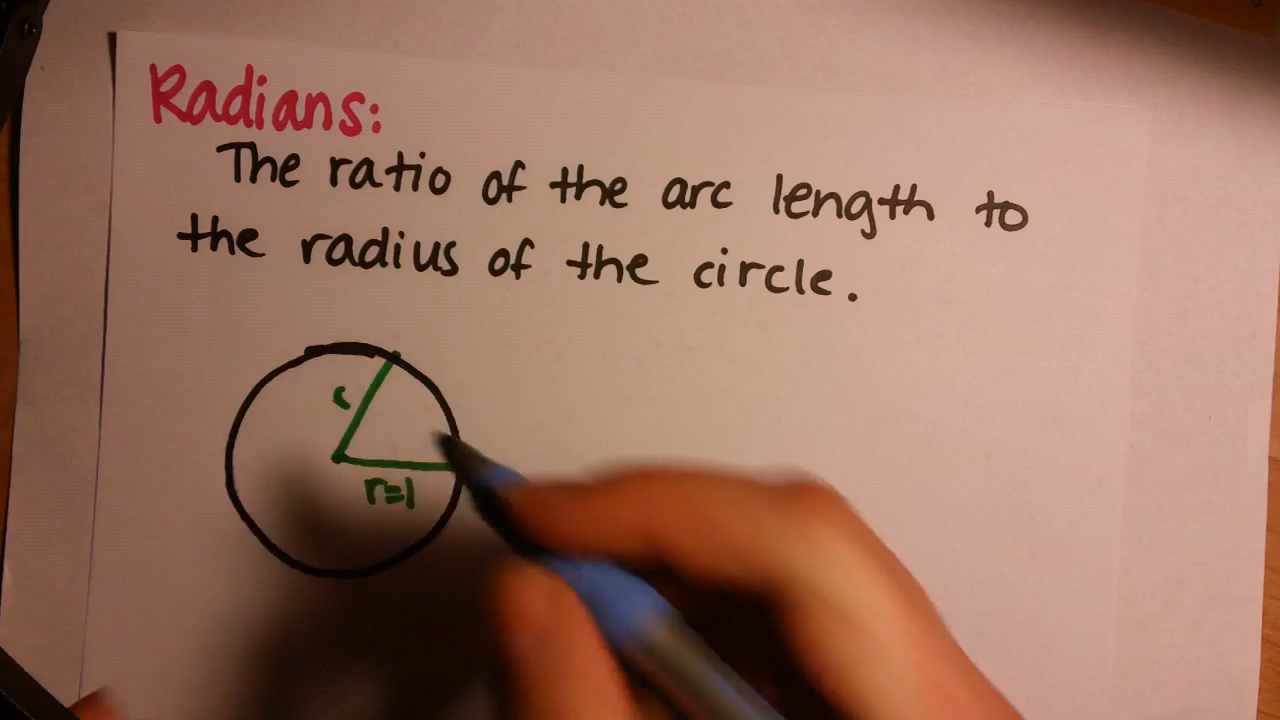 Radians:
The ratio of the arc length to
the radius of the circle.
r
r=1